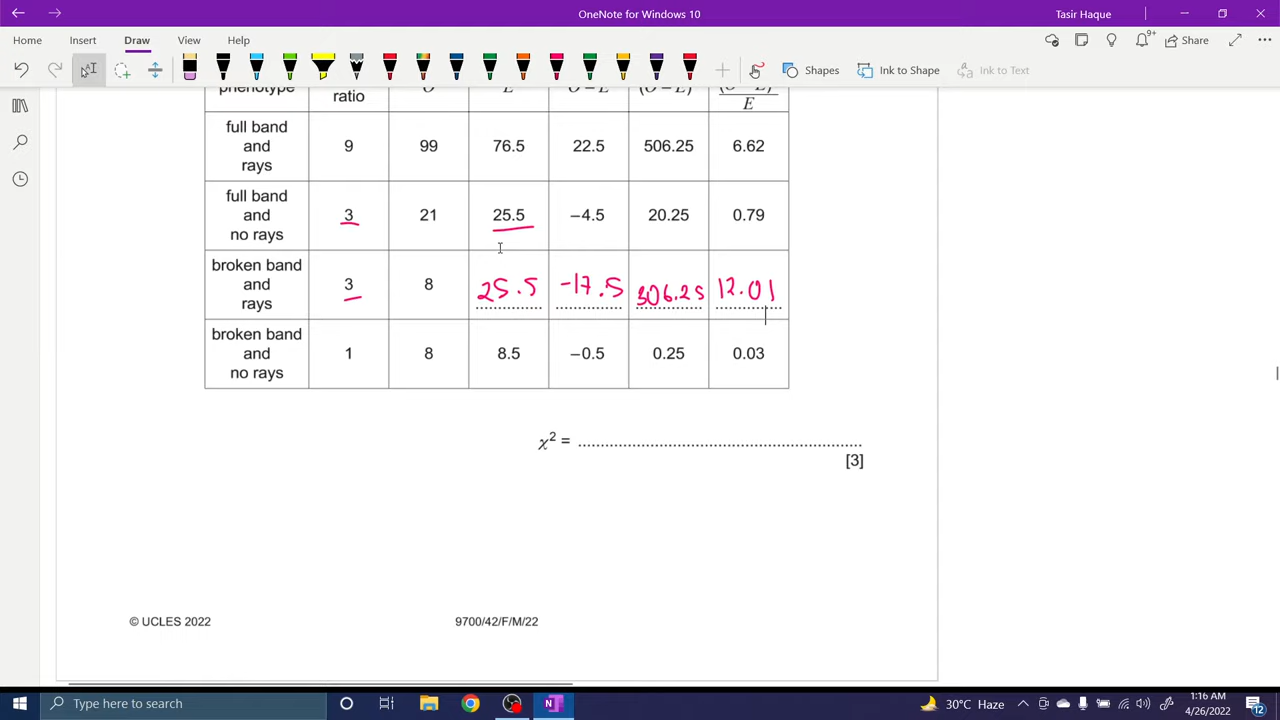 OneNote for Windows 10
Tasir Haque
Home Insert Draw View Help
9+
Share
Shapes
Ink to Shape
Ink to Text
phenotype ratio O E O – E (O – E)² (O – E)² / E
full band and rays 9 99 76.5 22.5 506.25 6.62
full band and no rays 3 21 25.5 –4.5 20.25 0.79
broken band and rays 3 8 25.5 -17.5 306.25 12.01
broken band and no rays 1 8 8.5 –0.5 0.25 0.03
χ² = ..............................................................
[3]
© UCLES 2022
9700/42/F/M/22
Type here to search
30°C Haze
1:16 AM
4/26/2022
12